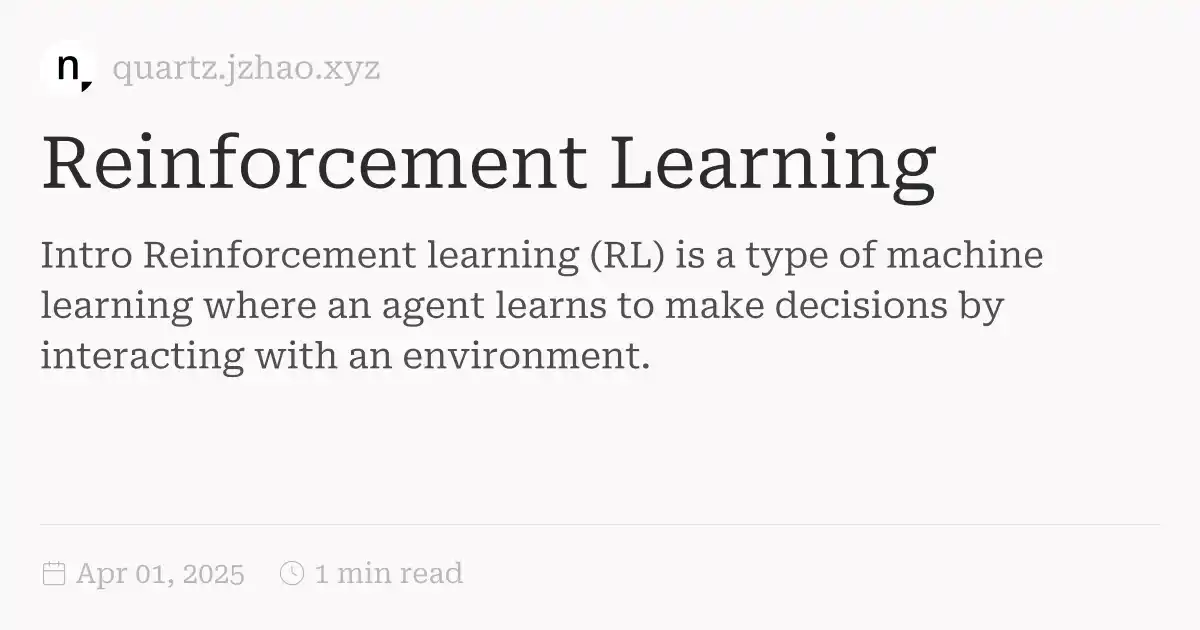 n
quartz.jzhao.xyz
Reinforcement Learning
Intro Reinforcement learning (RL) is a type of machine
learning where an agent learns to make decisions by
interacting with an environment.
Apr 01, 2025 1 min read